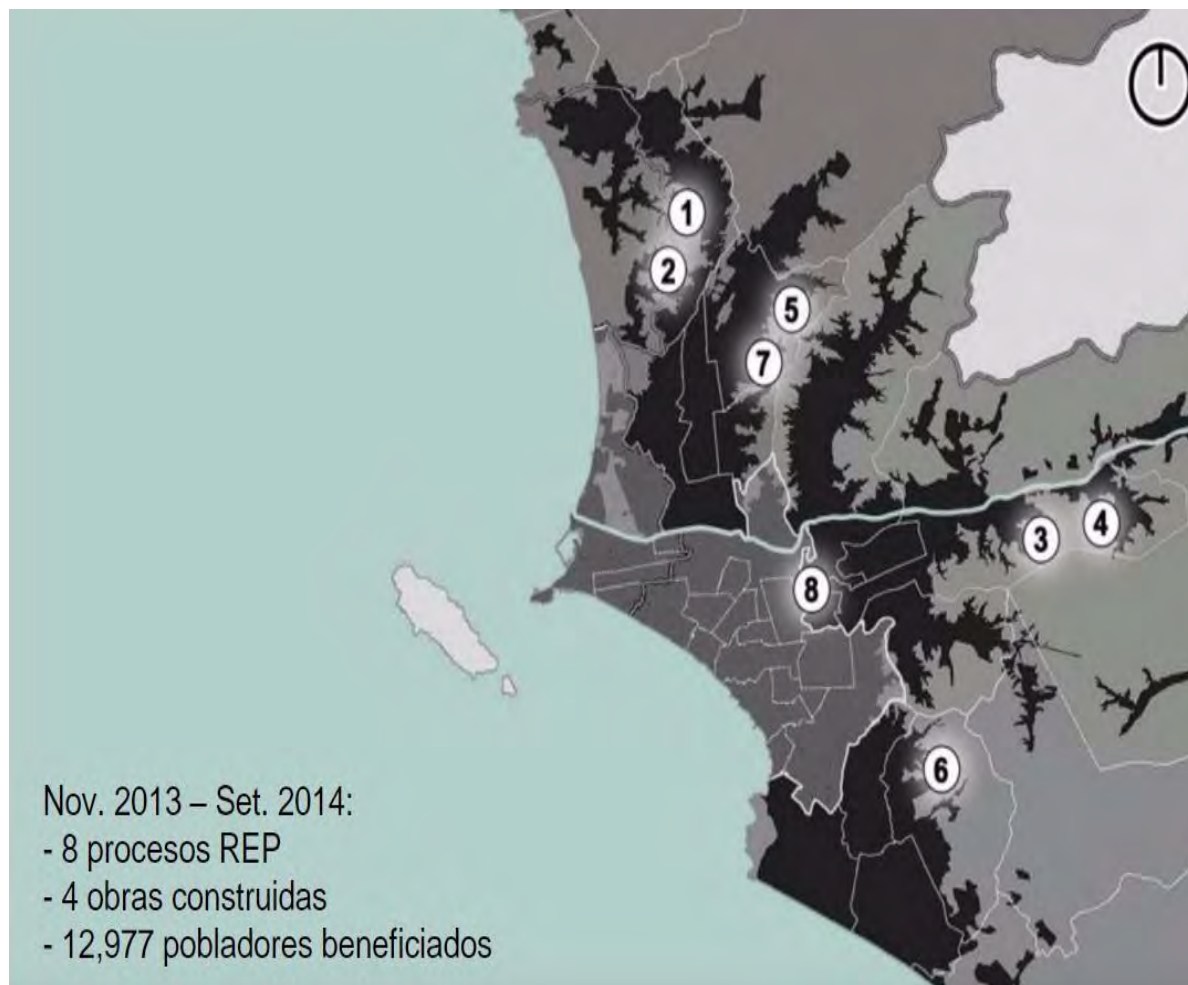 1
2
5
7
3
4
8
6
Nov. 2013 – Set. 2014:
- 8 procesos REP
- 4 obras construidas
- 12,977 pobladores beneficiados